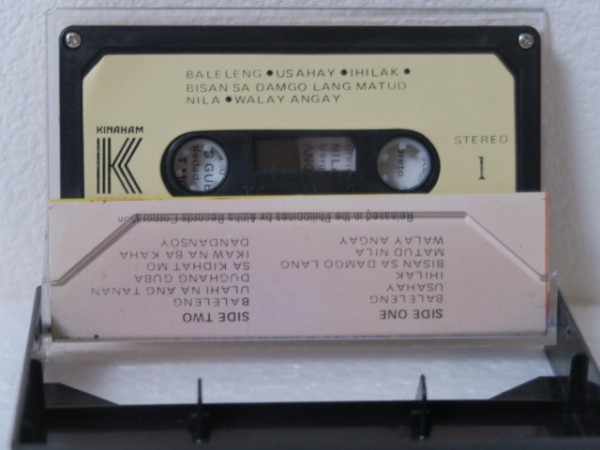 BALELENG • USAHAY • IHILAK •
BISAN SA DAMGO LANG MATUD
NILA • WALAY ANGAY
KINAHAM
K
STEREO
1
SIDE ONE
BALELENG
USAHAY
IHILAK
BISAN SA DAMGO LANG
MATUD NILA
WALAY ANGAY
SIDE TWO
BALELENG
ULAHI NA ANG TANAN
DUGHANG GUBA
SA KIDHAT MO
IKAW NA BA KAHA
DANDANSOY
Released in the Philippines by Alpha Records Corporation